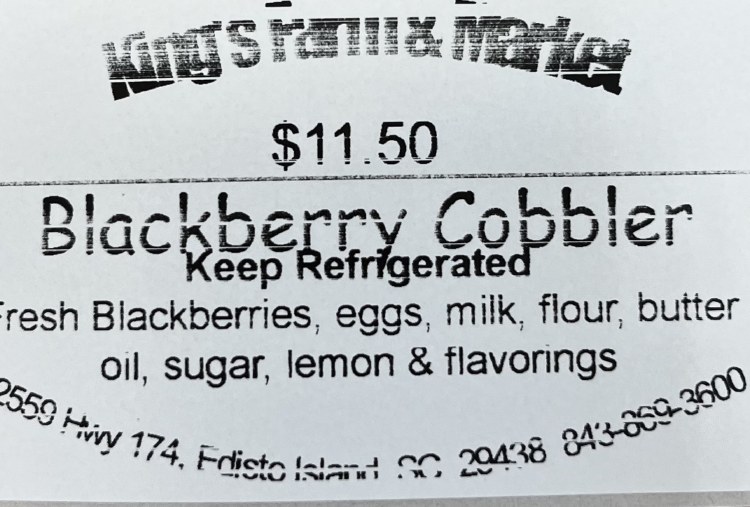 King's Farm Market
$11.50
Blackberry Cobbler
Keep Refrigerated
Fresh Blackberries, eggs, milk, flour, butter
oil, sugar, lemon & flavorings
2559 Hwy 174, Edisto Island SC 29438 843-869-3600